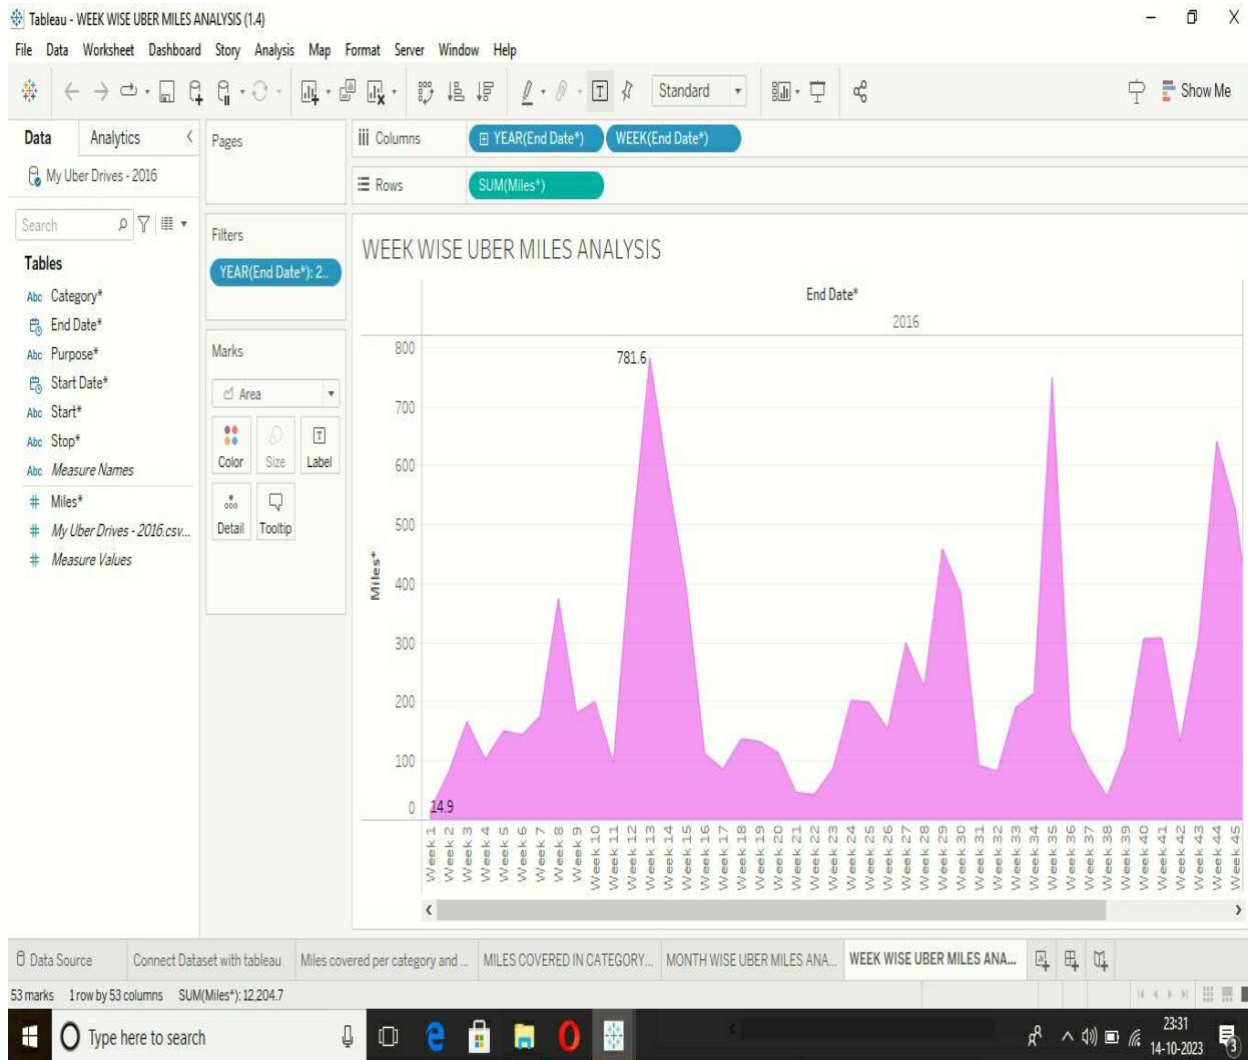 Tableau - WEEK WISE UBER MILES ANALYSIS (1.4)
File Data Worksheet Dashboard Story Analysis Map Format Server Window Help
Standard
Show Me
Data Analytics
My Uber Drives - 2016
Search
Tables
Abc Category*
End Date*
Abc Purpose*
Start Date*
Abc Start*
Abc Stop*
Abc Measure Names
# Miles*
# My Uber Drives - 2016.csv...
# Measure Values
Pages
Filters
YEAR(End Date*): 2..
Marks
Area
Color Size Label
Detail Tooltip
Columns YEAR(End Date*) WEEK(End Date*)
Rows SUM(Miles*)
WEEK WISE UBER MILES ANALYSIS
End Date*
2016
Miles*
800
700
600
500
400
300
200
100
0
781.6
14.9
Week 1
Week 2
Week 3
Week 4
Week 5
Week 6
Week 7
Week 8
Week 9
Week 10
Week 11
Week 12
Week 13
Week 14
Week 15
Week 16
Week 17
Week 18
Week 19
Week 20
Week 21
Week 22
Week 23
Week 24
Week 25
Week 26
Week 27
Week 28
Week 29
Week 30
Week 31
Week 32
Week 33
Week 34
Week 35
Week 36
Week 37
Week 38
Week 39
Week 40
Week 41
Week 42
Week 43
Week 44
Week 45
Data Source Connect Dataset with tableau Miles covered per category and ... MILES COVERED IN CATEGORY... MONTH WISE UBER MILES ANA... WEEK WISE UBER MILES ANA...
53 marks 1 row by 53 columns SUM(Miles*): 12,204.7
Type here to search
23:31
14-10-2023
3